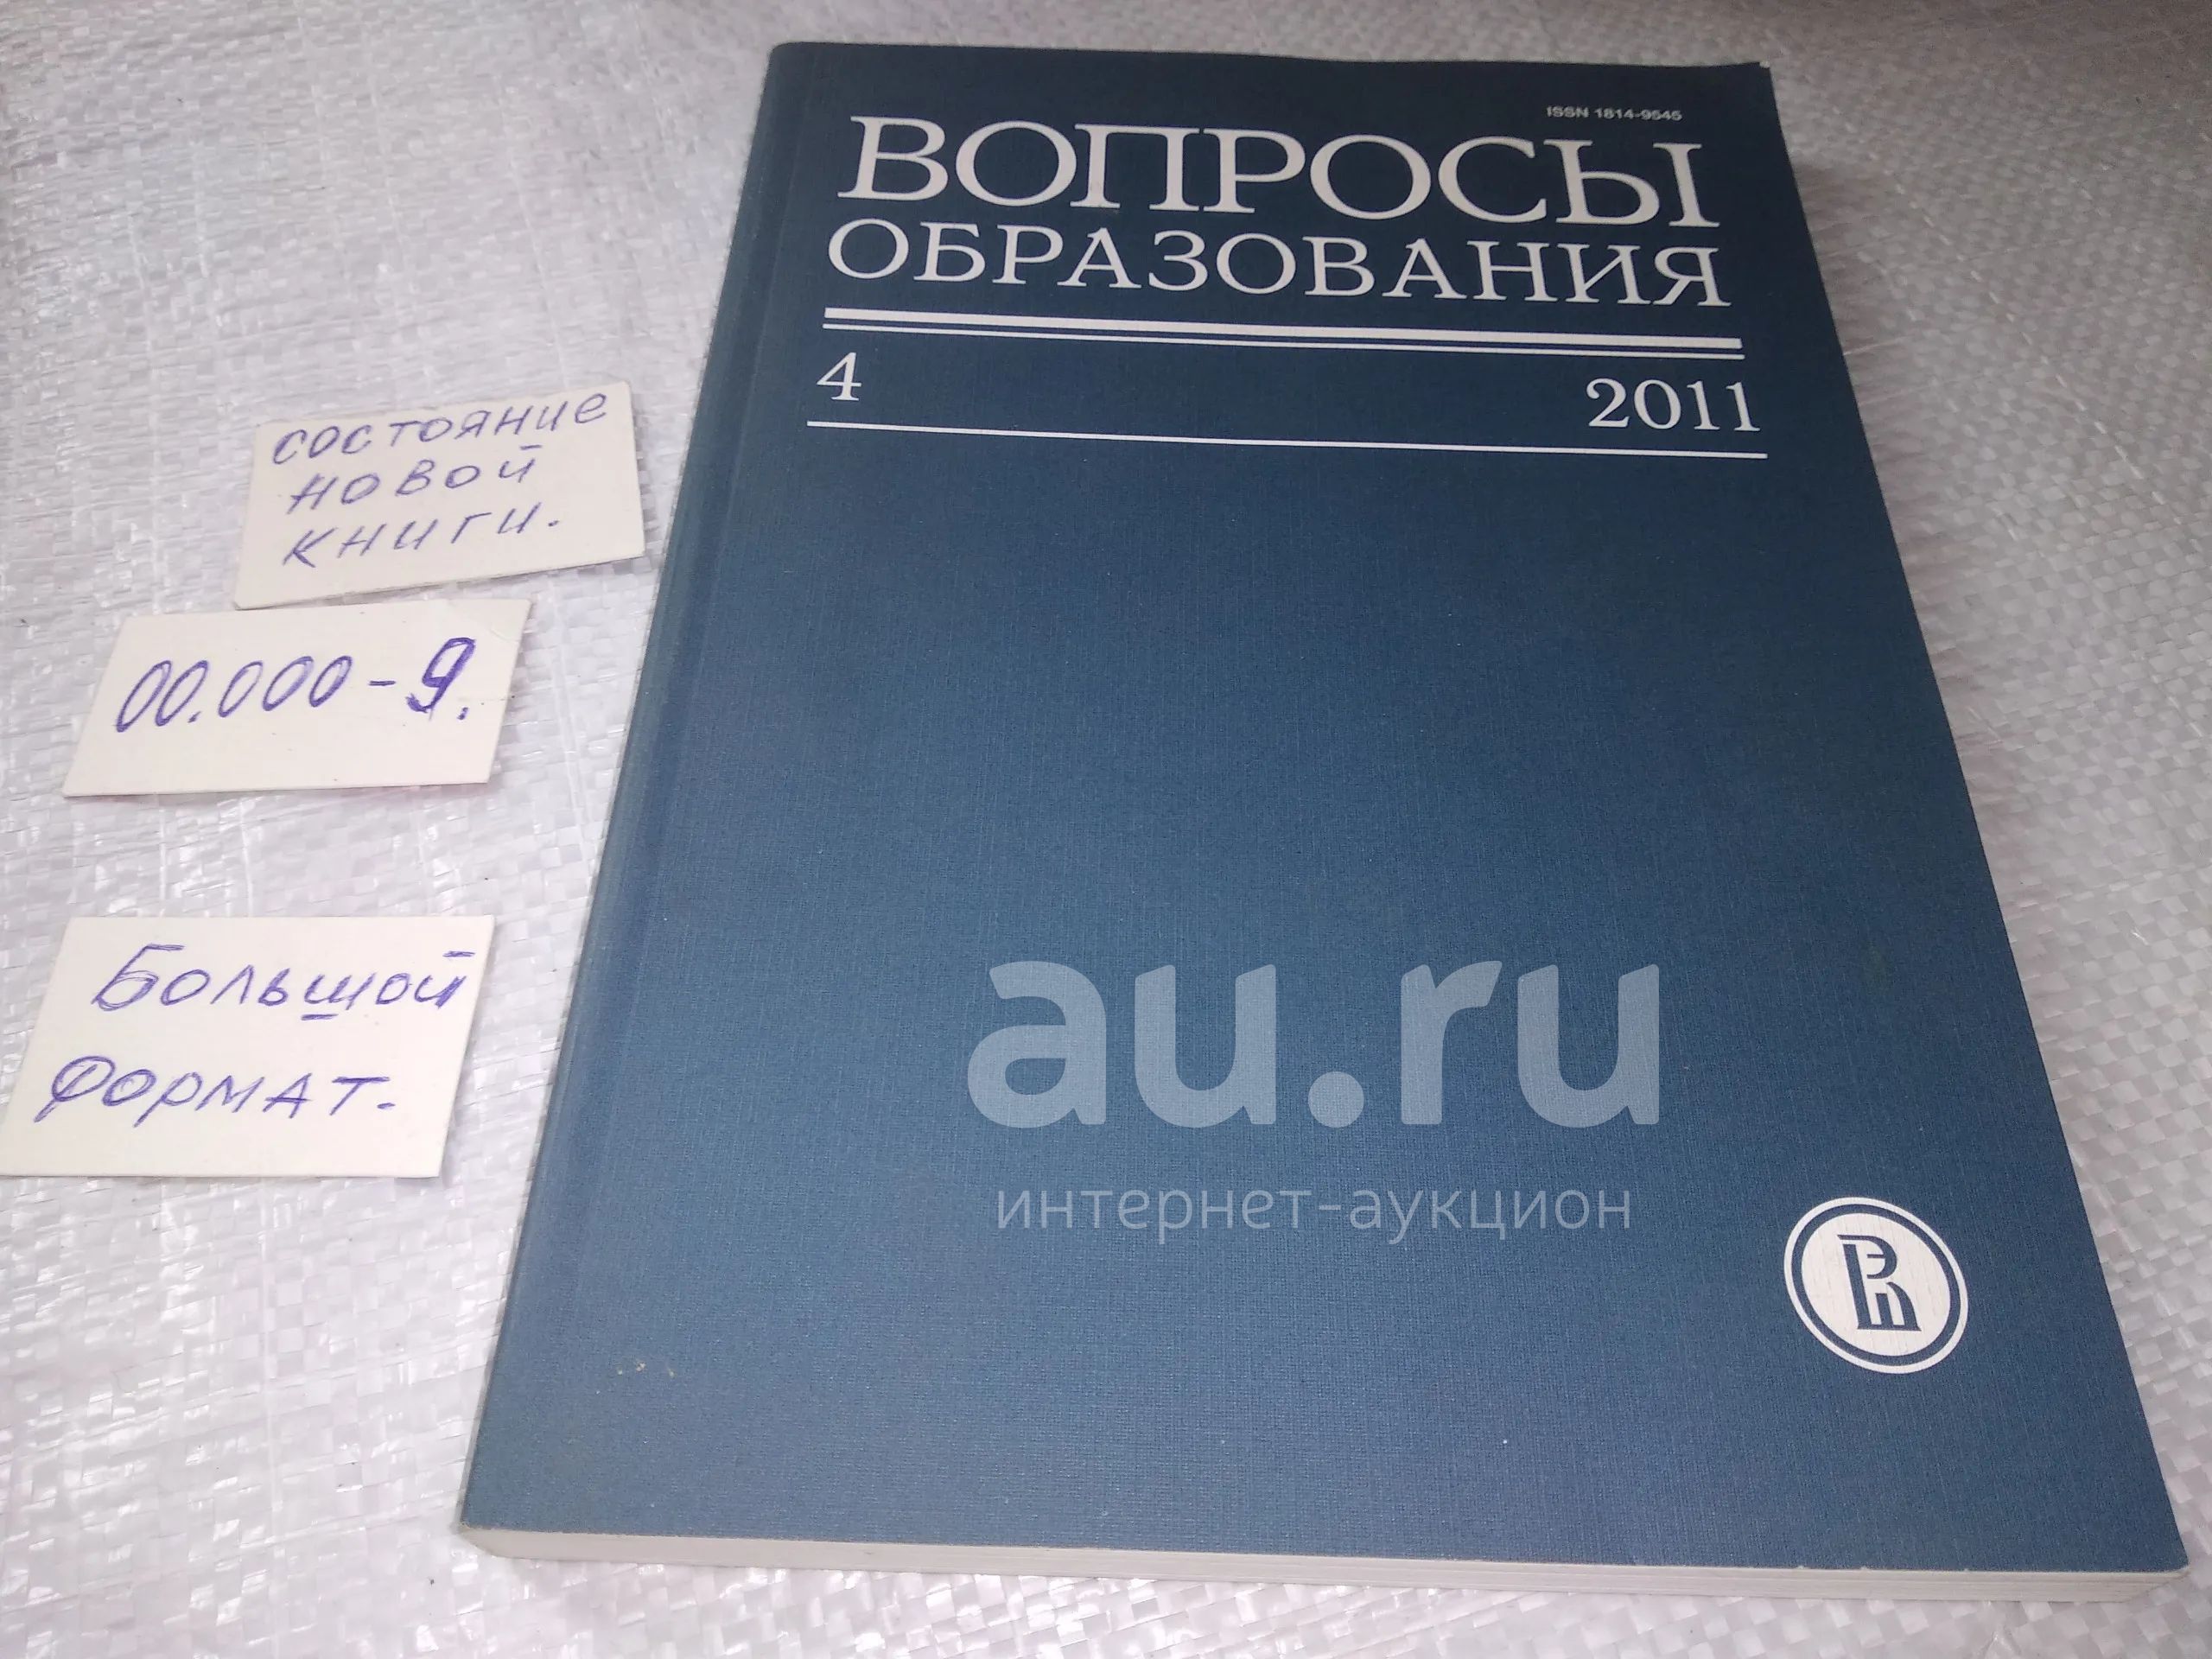 ISSN 1814-9545
ВОПРОСЫ
ОБРАЗОВАНИЯ
4 2011
состояние
новой
книги.
00.000-9.
Большой
формат.
au.ru
интернет-аукцион